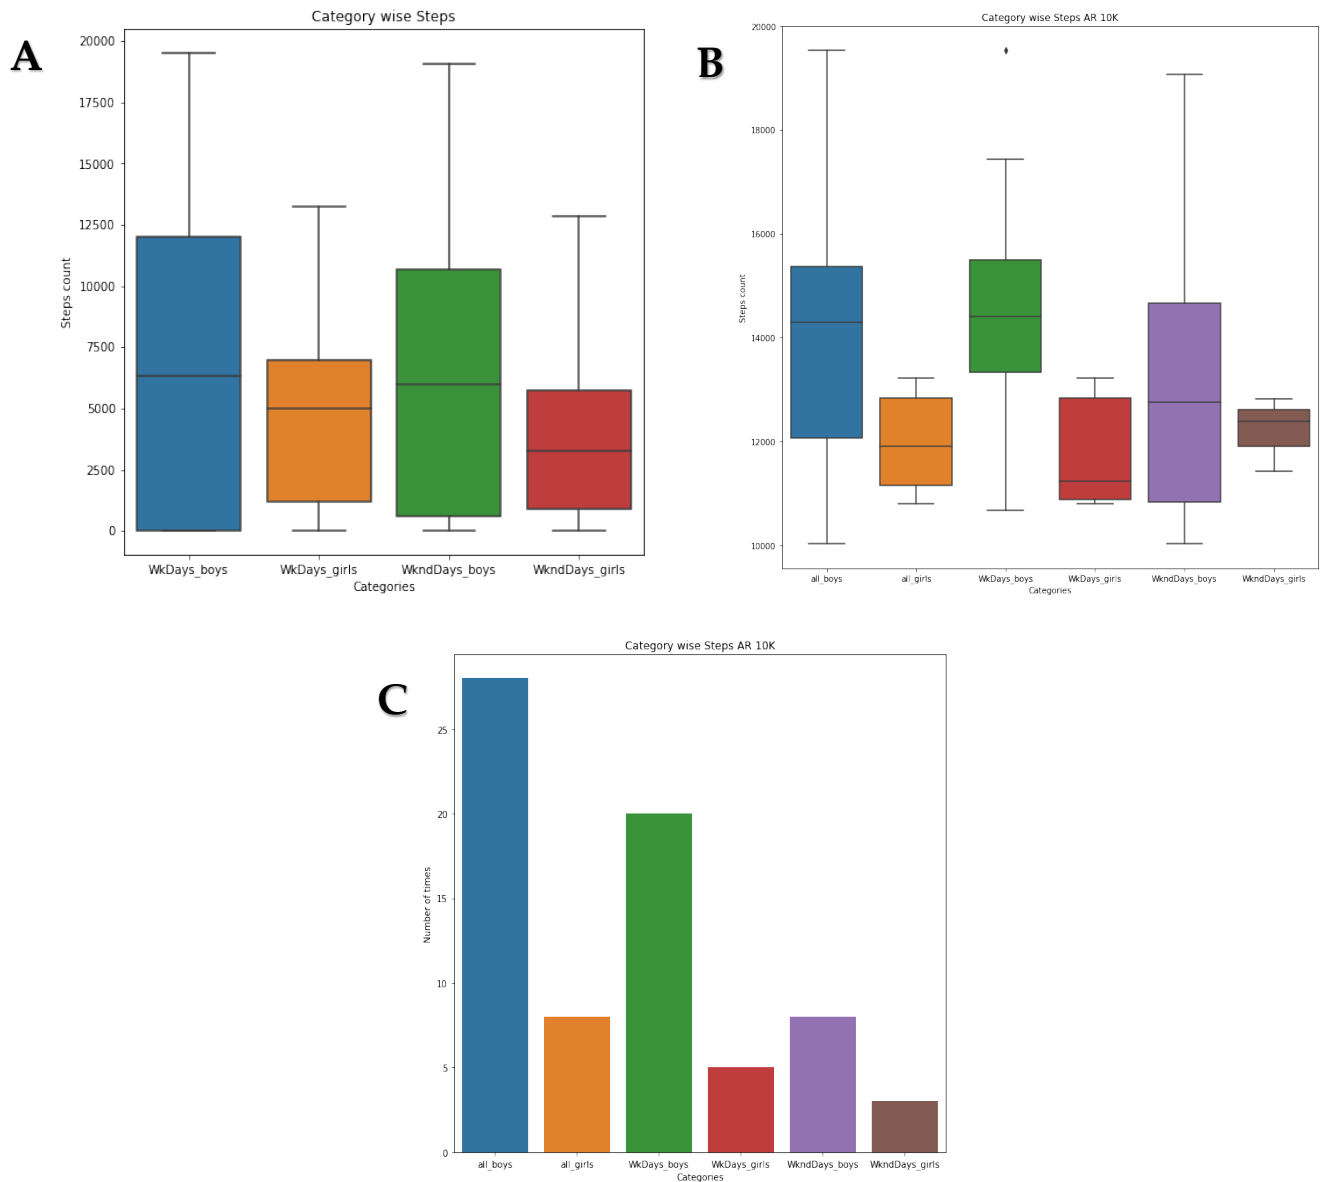 A
Category wise Steps
20000
17500
15000
12500
10000
7500
5000
2500
0
Steps count
WkDays_boys WkDays_girls WkndDays_boys WkndDays_girls
Categories
B
Category wise Steps AR 10K
20000
18000
16000
14000
12000
10000
Steps count
all_boys all_girls WkDays_boys WkDays_girls WkndDays_boys WkndDays_girls
Categories
C
Category wise Steps AR 10K
25
20
15
10
5
0
Number of times
all_boys all_girls WkDays_boys WkDays_girls WkndDays_boys WkndDays_girls
Categories